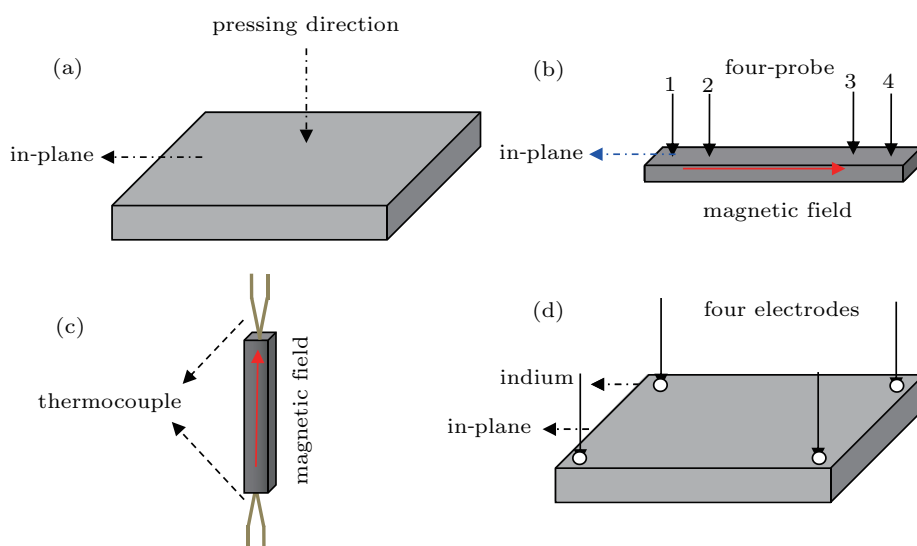 pressing direction
(a)
in-plane
(b)
four-probe
1
2
3
4
in-plane
magnetic field
(c)
thermocouple
magnetic field
(d)
four electrodes
indium
in-plane